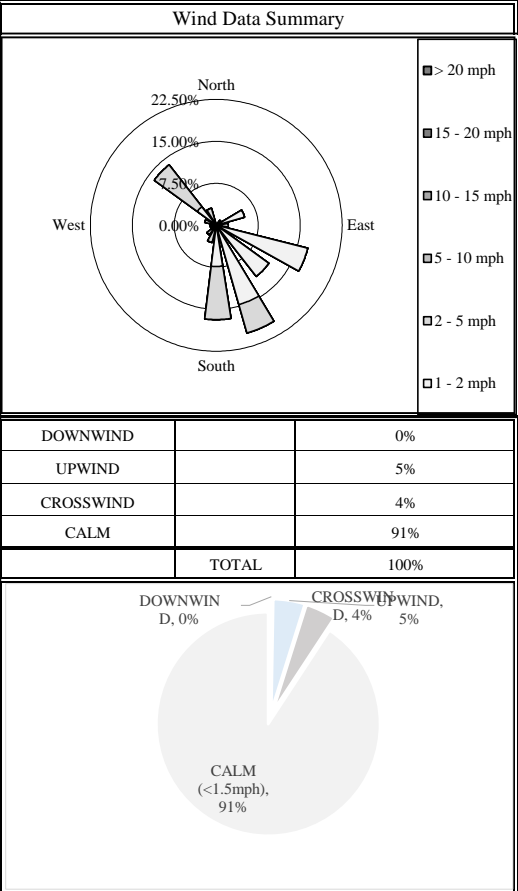 Wind Data Summary
North
22.50%
15.00%
7.50%
0.00%
West
East
South
> 20 mph
15 - 20 mph
10 - 15 mph
5 - 10 mph
2 - 5 mph
1 - 2 mph
DOWNWIND 0%
UPWIND 5%
CROSSWIND 4%
CALM 91%
TOTAL 100%
DOWNWIN
D, 0%
CROSSWIN
D, 4%
UPWIND,
5%
CALM
(<1.5mph),
91%